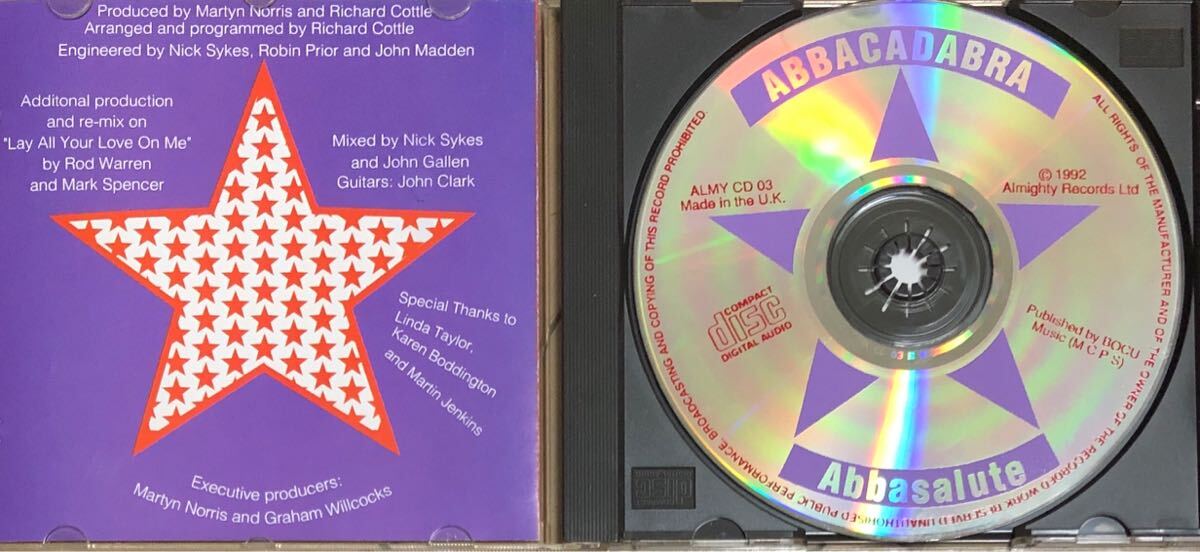 Produced by Martyn Norris and Richard Cottle
Arranged and programmed by Richard Cottle
Engineered by Nick Sykes, Robin Prior and John Madden
Additonal production
and re-mix on
"Lay All Your Love On Me"
by Rod Warren
and Mark Spencer
Mixed by Nick Sykes
and John Gallen
Guitars: John Clark
Special Thanks to
Linda Taylor,
Karen Boddington
and Martin Jenkins
Executive producers:
Martyn Norris and Graham Willcocks
ABBACADABRA
ALMY CD 03
Made in the U.K.
© 1992
Almighty Records Ltd
COMPACT
disc
DIGITAL AUDIO
Published by BOCU
Music (M C P S)
Abbasalute
ALL RIGHTS OF THE MANUFACTURER AND OF THE OWNER OF THE RECORDED WORK RESERVED UNAUTHORISED PUBLIC PERFORMANCE, BROADCASTING AND COPYING OF THIS RECORD PROHIBITED.
disc